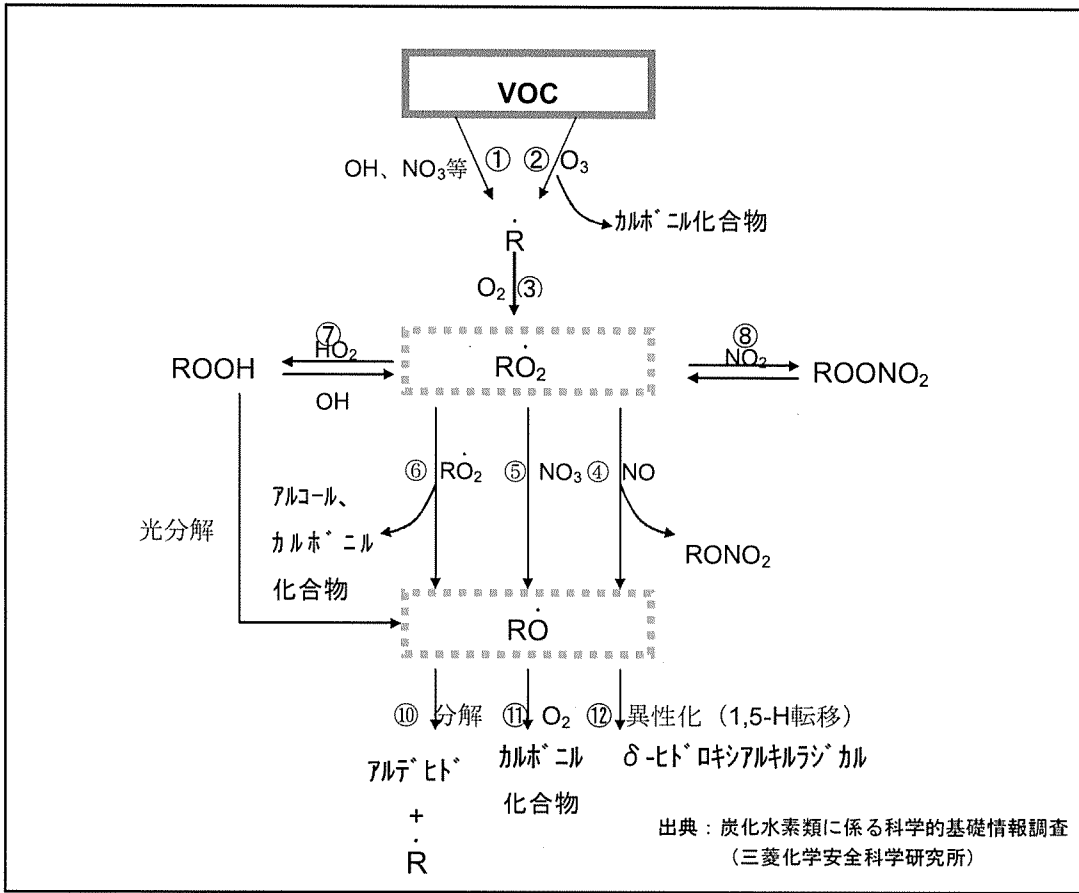 VOC
OH、NO₃等 ① ② O₃
カルボニル化合物
Ṙ
O₂ ③
⑦
HO₂
ROOH
OH
RȮ₂
⑧
NO₂
ROONO₂
⑥ RȮ₂ ⑤ NO₃ ④ NO
アルコール、
カルボニル
化合物
光分解
RONO₂
RȮ
⑩ 分解 ⑪ O₂ ⑫ 異性化（1,5-H転移）
アルデヒド
+
Ṙ
カルボニル
化合物
δ-ヒドロキシアルキルラジカル
出典：炭化水素類に係る科学的基礎情報調査
（三菱化学安全科学研究所）